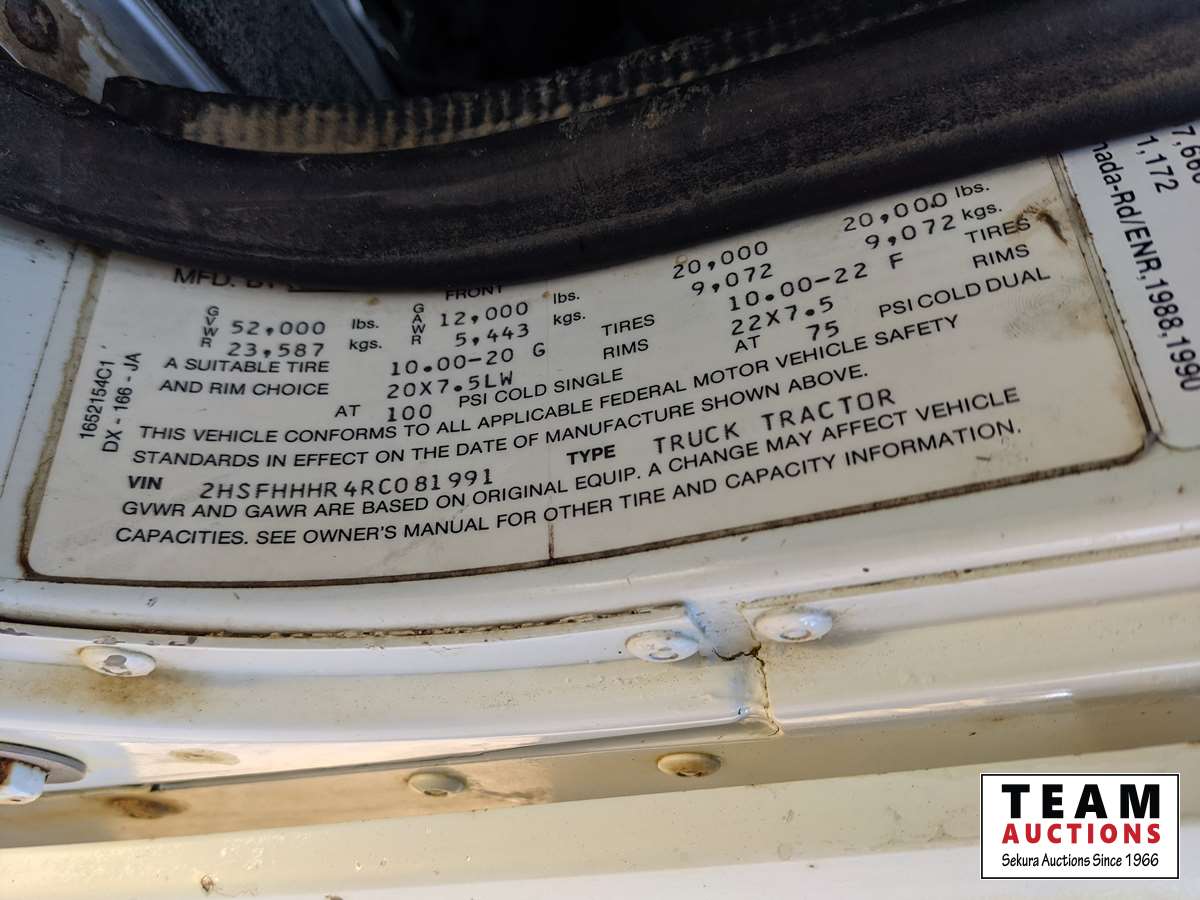 MFD. BY
FRONT
GVWR 52,000 lbs. GAWR 12,000 lbs. 20,000 20,000 lbs.
23,587 kgs. 5,443 kgs. 9,072 9,072 kgs.
A SUITABLE TIRE 10.00-20 G TIRES 10.00-22 F TIRES
AND RIM CHOICE 20X7.5LW RIMS 22X7.5 RIMS
AT 100 PSI COLD SINGLE AT 75 PSI COLD DUAL
THIS VEHICLE CONFORMS TO ALL APPLICABLE FEDERAL MOTOR VEHICLE SAFETY
STANDARDS IN EFFECT ON THE DATE OF MANUFACTURE SHOWN ABOVE.
VIN 2HSFHHHR4RC081991 TYPE TRUCK TRACTOR
GVWR AND GAWR ARE BASED ON ORIGINAL EQUIP. A CHANGE MAY AFFECT VEHICLE
CAPACITIES. SEE OWNER'S MANUAL FOR OTHER TIRE AND CAPACITY INFORMATION.
1652154C1
DX - 166 - JA
7,660
1,172
nada-Rd/ENR,1988,1990
TEAM
AUCTIONS
Sekura Auctions Since 1966